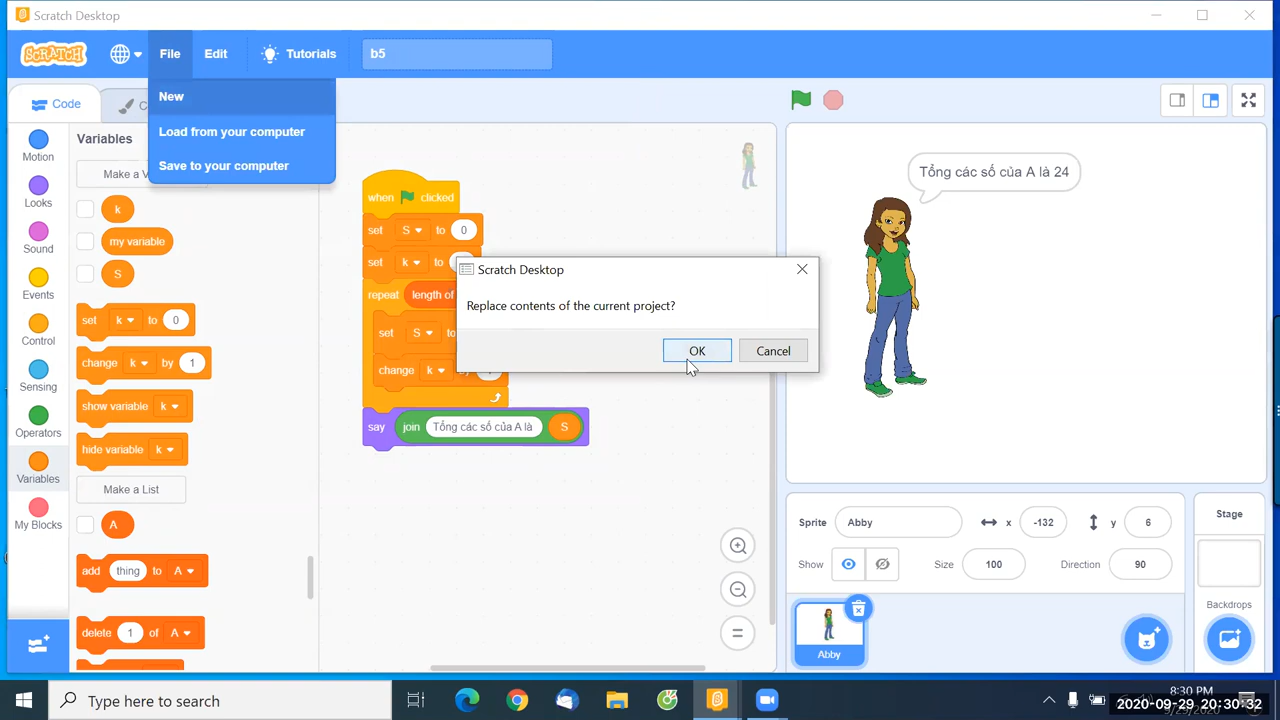 Scratch Desktop
SCRATCH
File
Edit
Tutorials
b5
New
Load from your computer
Save to your computer
Code
C
Motion
Looks
Sound
Events
Control
Sensing
Operators
Variables
My Blocks
Variables
Make a V
k
my variable
S
set k to 0
change k by 1
show variable k
hide variable k
Make a List
A
add thing to A
delete 1 of A
when clicked
set S to 0
set k to
repeat length of
set S to
change k
say join Tổng các số của A là S
Scratch Desktop
Replace contents of the current project?
OK
Cancel
Tổng các số của A là 24
Sprite
Abby
x
-132
y
6
Show
Size
100
Direction
90
Abby
Stage
Backdrops
Type here to search
8:30 PM
2020-09-29 20:30:32